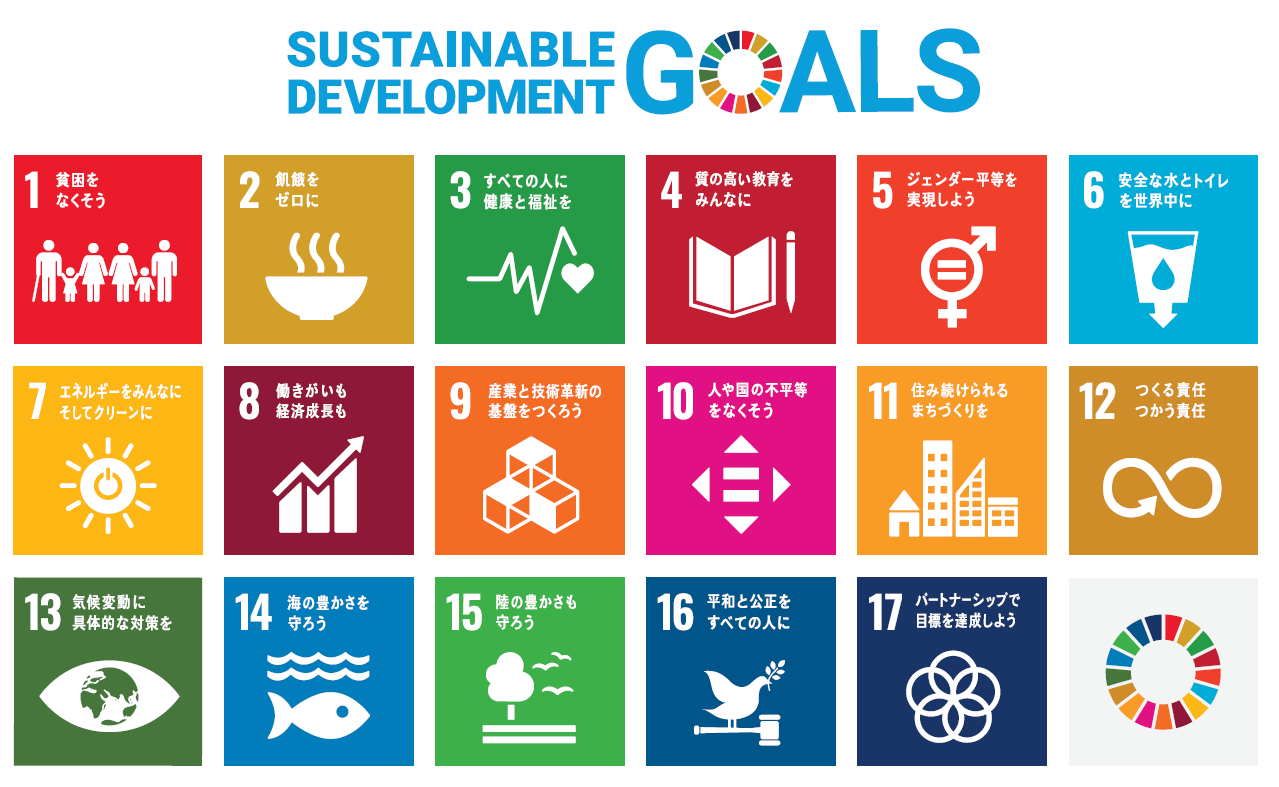 SUSTAINABLE
DEVELOPMENT
GOALS
1
貧困を
なくそう
2
飢餓を
ゼロに
3
すべての人に
健康と福祉を
4
質の高い教育を
みんなに
5
ジェンダー平等を
実現しよう
6
安全な水とトイレ
を世界中に
7
エネルギーをみんなに
そしてクリーンに
8
働きがいも
経済成長も
9
産業と技術革新の
基盤をつくろう
10
人や国の不平等
をなくそう
11
住み続けられる
まちづくりを
12
つくる責任
つかう責任
13
気候変動に
具体的な対策を
14
海の豊かさを
守ろう
15
陸の豊かさも
守ろう
16
平和と公正を
すべての人に
17
パートナーシップで
目標を達成しよう